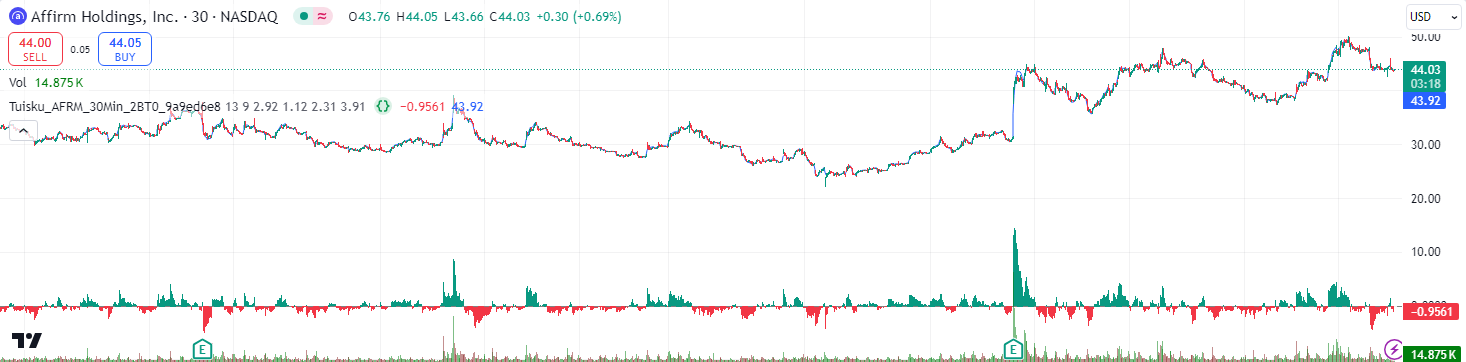 Affirm Holdings, Inc. · 30 · NASDAQ O43.76 H44.05 L43.66 C44.03 +0.30 (+0.69%)
USD
44.00 SELL 0.05 44.05 BUY
Vol 14.875 K
Tuisku_AFRM_30Min_2BTO_9a9ed6e8 13 9 2.92 1.12 2.31 3.91 −0.9561 43.92
50.00
44.03
03:18
43.92
30.00
20.00
10.00
−0.9561
E E
14.875 K